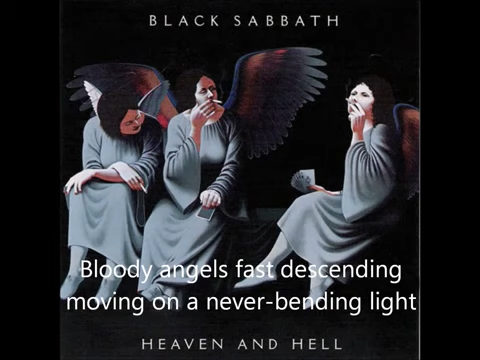 BLACK SABBATH
Bloody angels fast descending
moving on a never-bending light
HEAVEN AND HELL